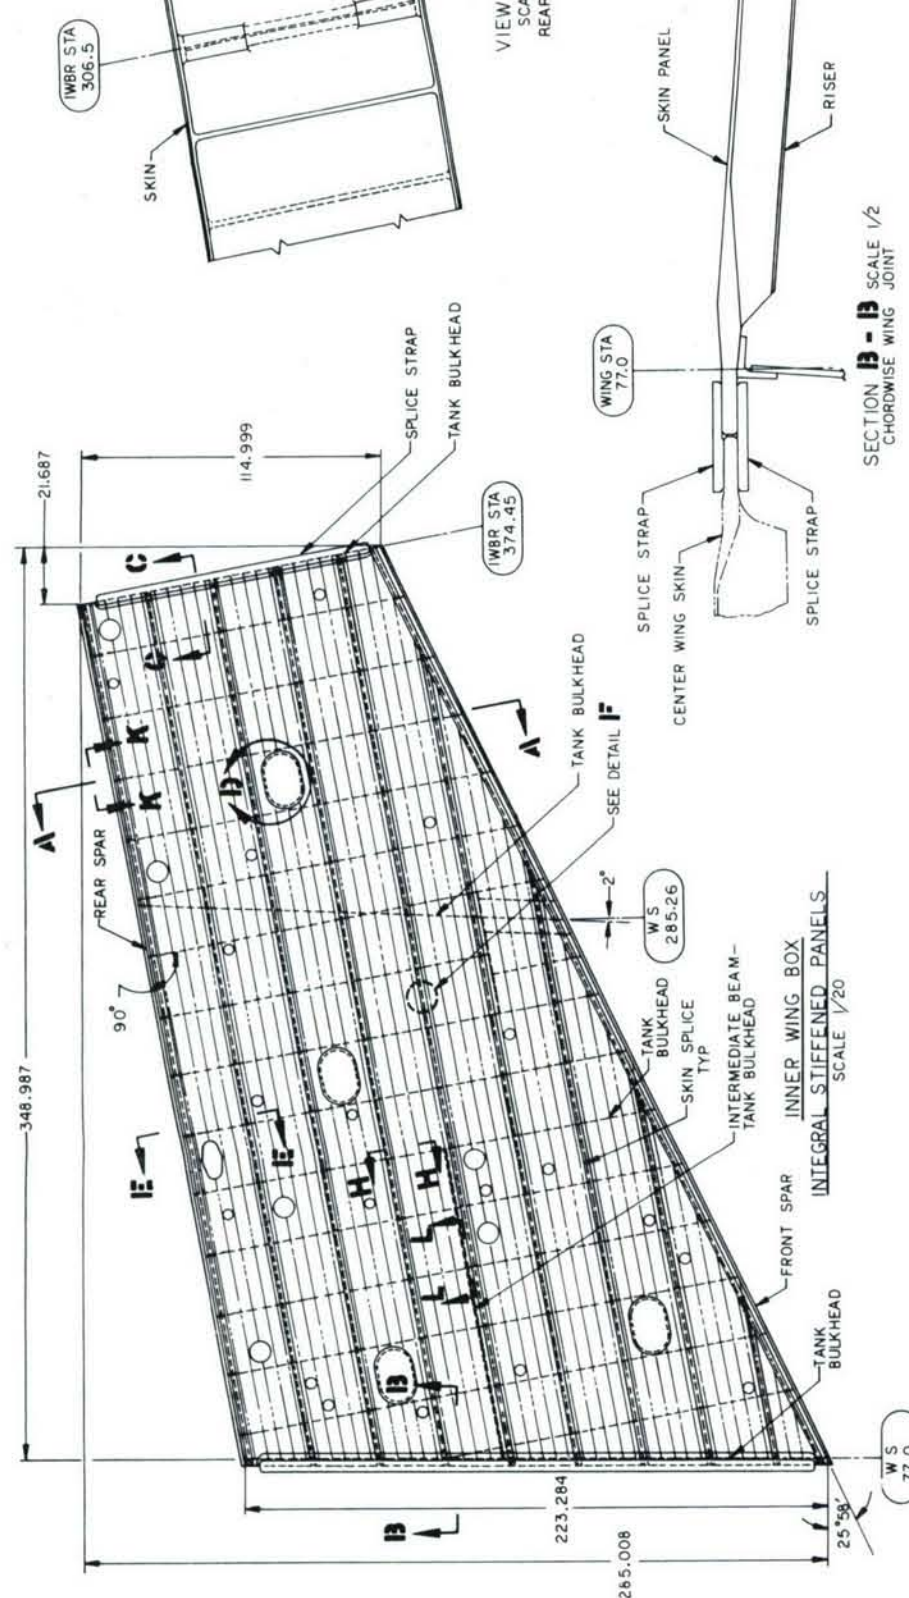 IWBR STA
306.5
SKIN
VIEW
SCA
REAR
SKIN PANEL
RISER
WING STA
77.0
SPLICE STRAP
CENTER WING SKIN
SPLICE STRAP
SECTION B - B SCALE 1/2
CHORDWISE WING JOINT
348.987
21.687
114.999
SPLICE STRAP
TANK BULKHEAD
IWBR STA
374.45
C
C
K
K
A
A
REAR SPAR
90°
D
TANK BULKHEAD
SEE DETAIL F
2°
W S
285.26
E
E
H
H
L
L
TANK
BULKHEAD
SKIN SPLICE
TYP
INTERMEDIATE BEAM-
TANK BULKHEAD
FRONT SPAR
TANK
BULKHEAD
B
B
223.284
285.008
25°58'
W S
77.0
INNER WING BOX
INTEGRAL STIFFENED PANELS
SCALE 1/20